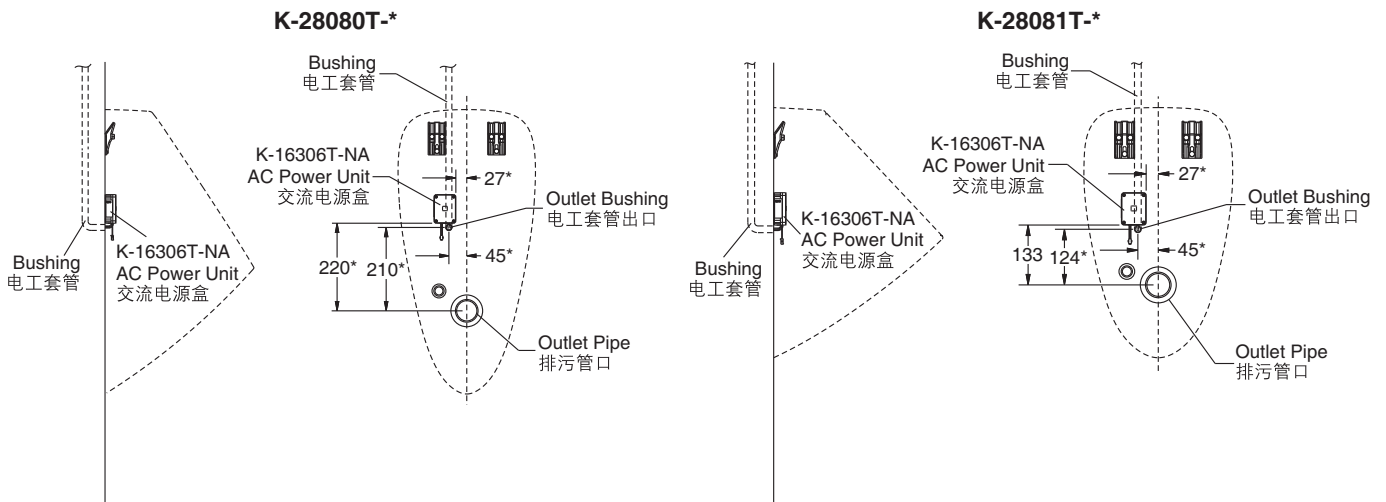 K-28080T-*
Bushing
电工套管
K-16306T-NA
AC Power Unit
交流电源盒
27*
Outlet Bushing
电工套管出口
220*
210*
45*
Outlet Pipe
排污管口
Bushing
电工套管
K-16306T-NA
AC Power Unit
交流电源盒
K-28081T-*
Bushing
电工套管
K-16306T-NA
AC Power Unit
交流电源盒
27*
Outlet Bushing
电工套管出口
133
124*
45*
Outlet Pipe
排污管口
Bushing
电工套管
K-16306T-NA
AC Power Unit
交流电源盒